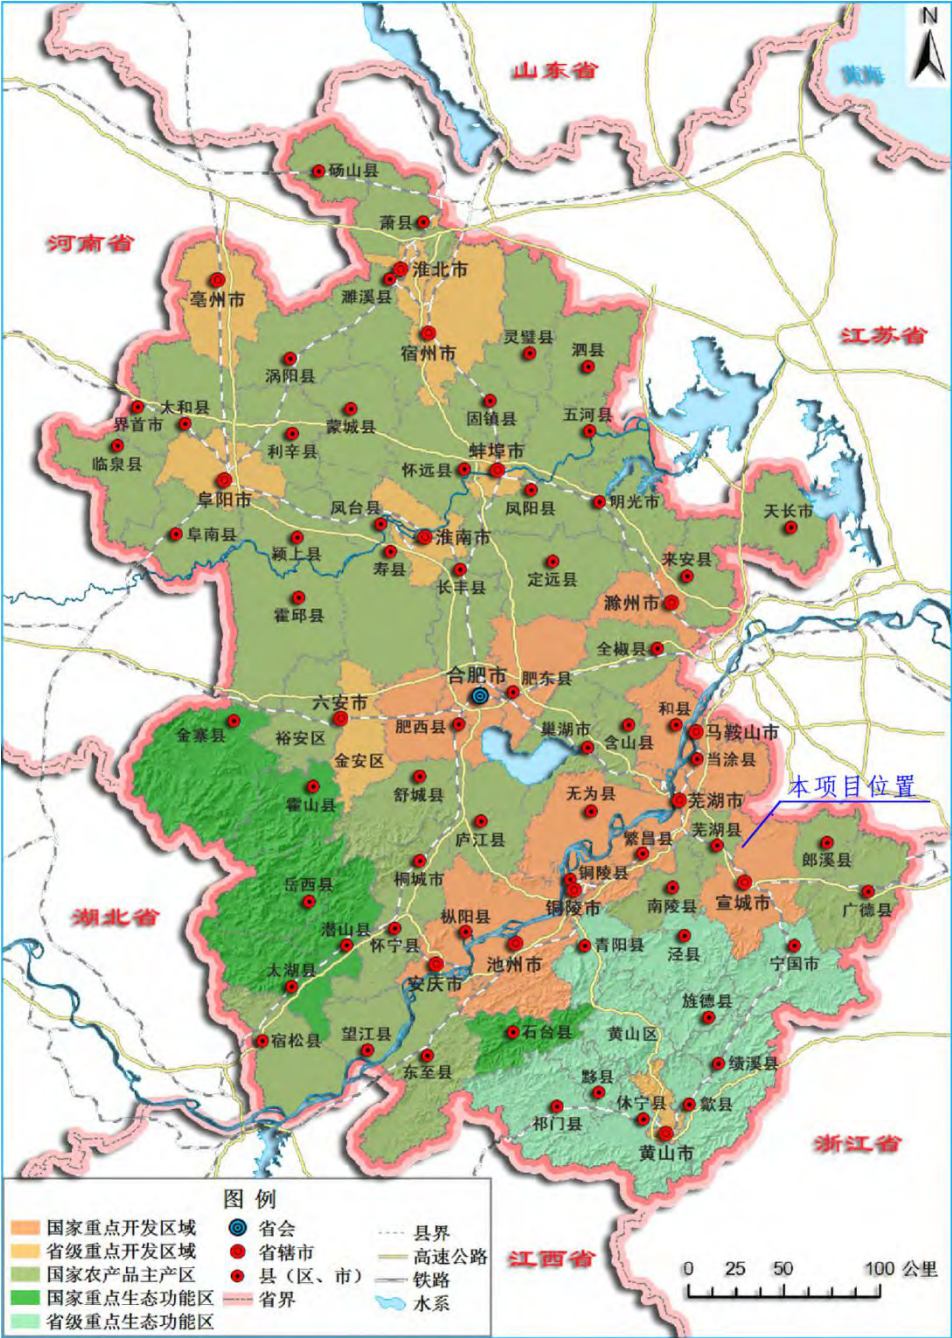 N
山东省
黄海
砀山县
萧县
河南省
淮北市
亳州市
濉溪县
江苏省
宿州市
灵璧县
泗县
涡阳县
太和县
界首市
蒙城县
固镇县
五河县
利辛县
临泉县
怀远县
蚌埠市
阜阳市
凤台县
凤阳县
明光市
天长市
阜南县
颍上县
淮南市
寿县
长丰县
定远县
来安县
霍邱县
滁州市
全椒县
合肥市
肥东县
六安市
金寨县
裕安区
肥西县
巢湖市
含山县
和县
马鞍山市
金安区
当涂县
霍山县
舒城县
无为县
芜湖市
本项目位置
庐江县
繁昌县
芜湖县
郎溪县
桐城市
铜陵县
岳西县
铜陵市
南陵县
宣城市
广德县
湖北省
潜山县
怀宁县
枞阳县
池州市
青阳县
泾县
宁国市
太湖县
安庆市
旌德县
宿松县
望江县
石台县
黄山区
东至县
绩溪县
黟县
休宁县
歙县
祁门县
黄山市
浙江省
江西省
图 例
国家重点开发区域
省级重点开发区域
国家农产品主产区
国家重点生态功能区
省级重点生态功能区
省会
省辖市
县（区、市）
省界
县界
高速公路
铁路
水系
0 25 50 100 公里